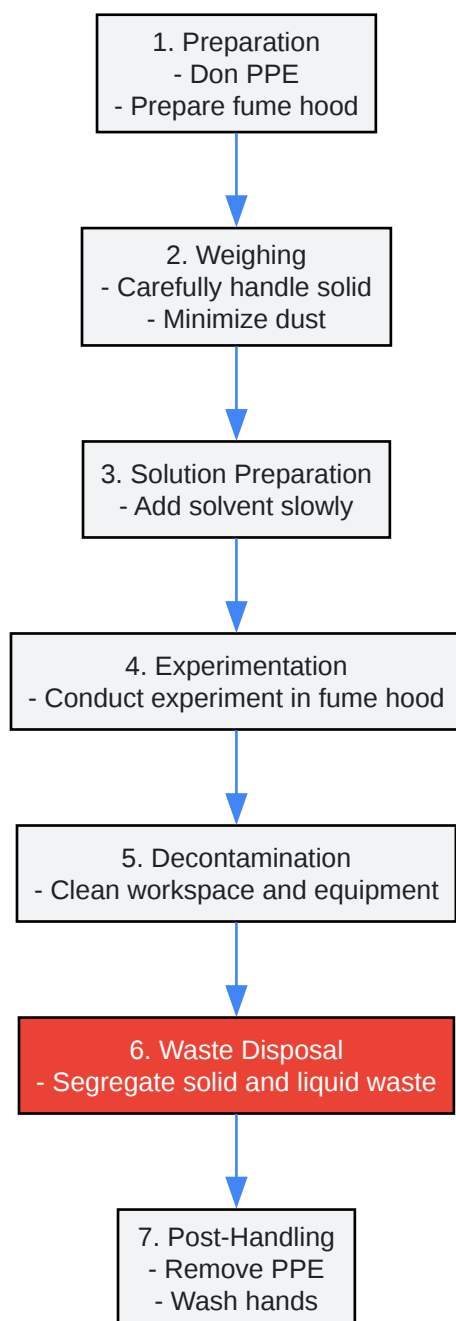 1. Preparation
- Don PPE
- Prepare fume hood
2. Weighing
- Carefully handle solid
- Minimize dust
3. Solution Preparation
- Add solvent slowly
4. Experimentation
- Conduct experiment in fume hood
5. Decontamination
- Clean workspace and equipment
6. Waste Disposal
- Segregate solid and liquid waste
7. Post-Handling
- Remove PPE
- Wash hands